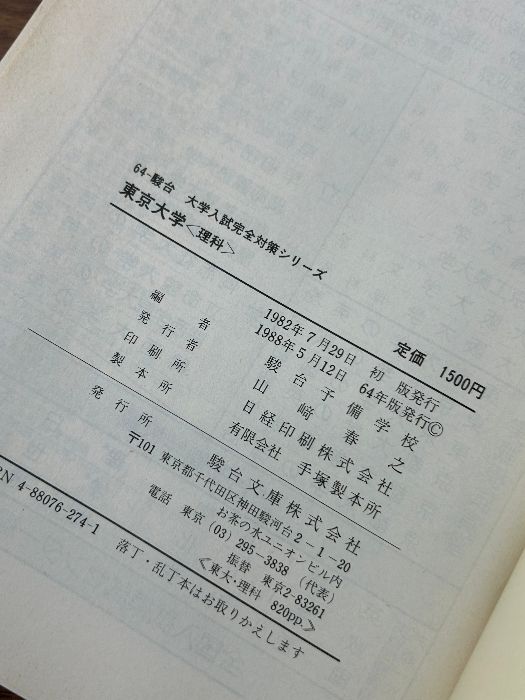 64-駿台 大学入試完全対策シリーズ
東京大学〈理科〉
定価 1500円
1982年7月29日 初版発行
1988年5月12日 64年版発行©
編者 駿台予備学校
発行者 山﨑春之
印刷所 日経印刷株式会社
製本所 有限会社 手塚製本所
発行所 駿台文庫株式会社
〒101 東京都千代田区神田駿河台2-1-20
お茶の水ユニオンビル内
電話 東京(03)295-3838(代表)
振替 東京2-83261
《東大・理科 820pp.》
BN 4-88076-274-1
落丁・乱丁本はお取りかえします